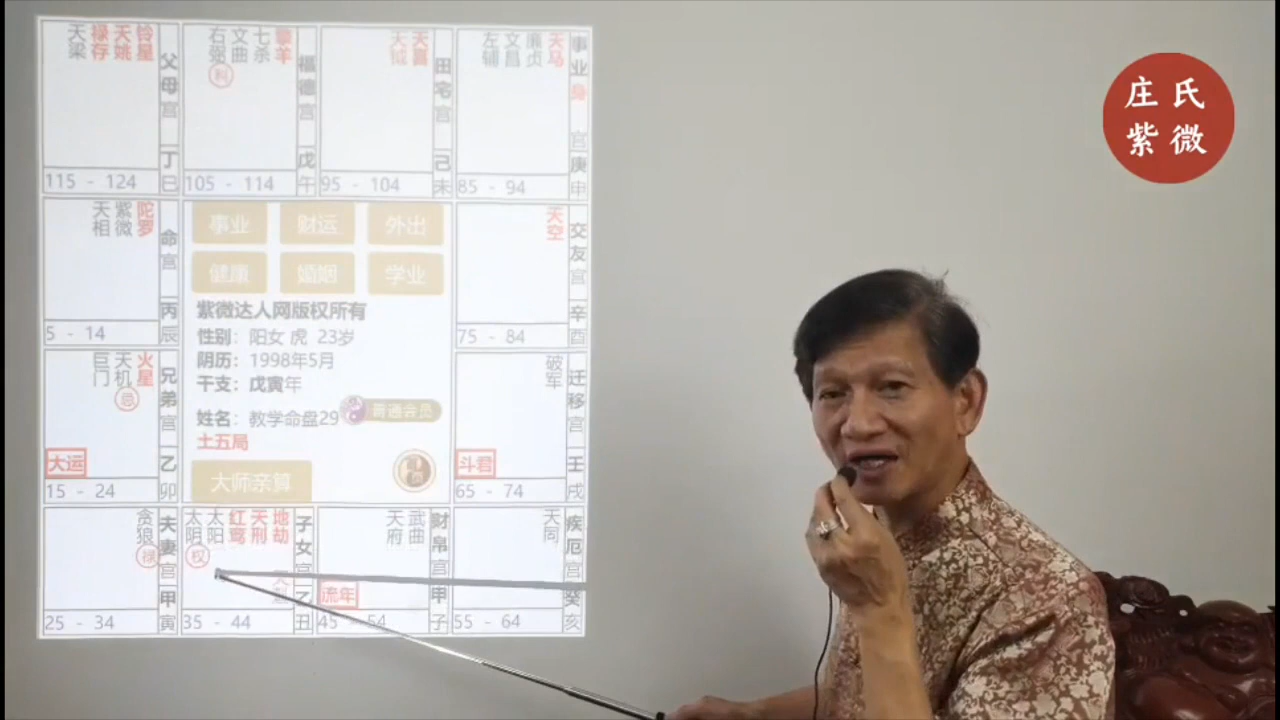 天梁 禄存 天姚 铃星
父母宫
丁巳
115 - 124
右弼 文曲 七杀 擎羊
科
福德宫
戊午
105 - 114
天钺 天喜
田宅宫
己未
95 - 104
左辅 文昌 廉贞 天马
事业 身 宫
庚申
85 - 94
天相 紫微 陀罗
命宫
丙辰
5 - 14
事业 财运 外出
健康 婚姻 学业
紫微达人网版权所有
性别： 阳女 虎 23岁
阴历： 1998年5月
干支： 戊寅年
姓名： 教学命盘29 普通会员
土五局
大师亲算
天空
交友宫
辛酉
75 - 84
巨门 天机 火星
忌
兄弟宫
大运
乙卯
15 - 24
破军
迁移宫
斗君
壬戌
65 - 74
贪狼
禄
夫妻宫
甲寅
25 - 34
太阴 太阳 红鸾 天刑 地劫
权
子女宫
乙丑
35 - 44
天府 武曲
财帛宫
流年
甲子
45 - 54
天同
疾厄宫
癸亥
55 - 64
庄氏
紫微